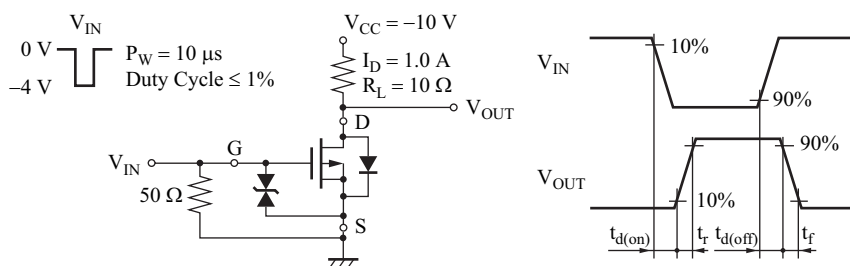 V_IN
0 V
−4 V
P_W = 10 μs
Duty Cycle ≤ 1%
V_CC = −10 V
I_D = 1.0 A
R_L = 10 Ω
V_OUT
D
V_IN
G
50 Ω
S
V_IN
10%
90%
V_OUT
90%
10%
t_d(on)
t_r
t_d(off)
t_f